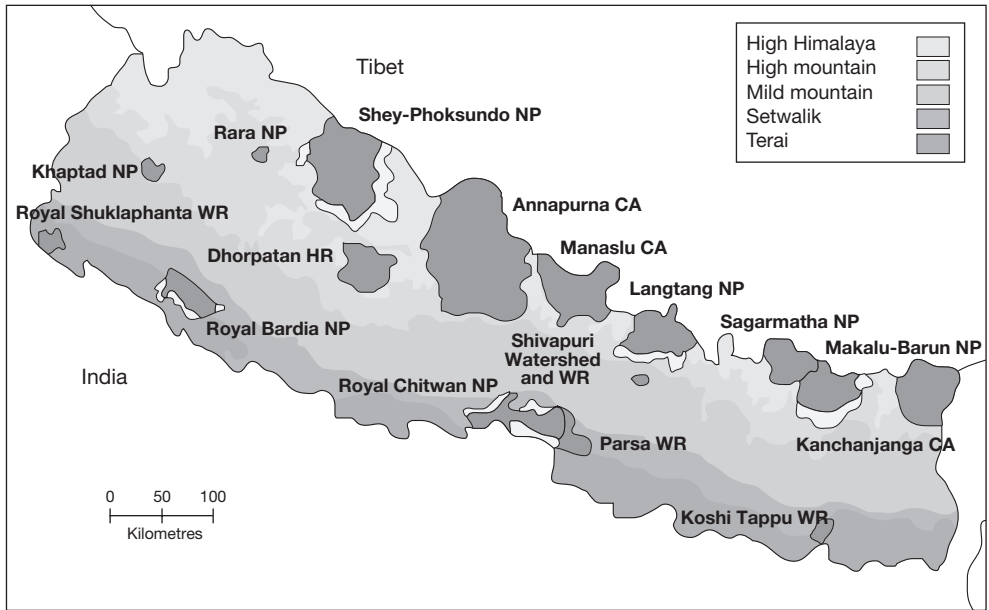 High Himalaya
High mountain
Mild mountain
Setwalik
Terai
Tibet
Shey-Phoksundo NP
Rara NP
Khaptad NP
Royal Shuklaphanta WR
Annapurna CA
Manaslu CA
Dhorpatan HR
Langtang NP
Sagarmatha NP
Royal Bardia NP
Shivapuri
Watershed
and WR
Makalu-Barun NP
India
Royal Chitwan NP
Parsa WR
Kanchanjanga CA
0 50 100
Kilometres
Koshi Tappu WR